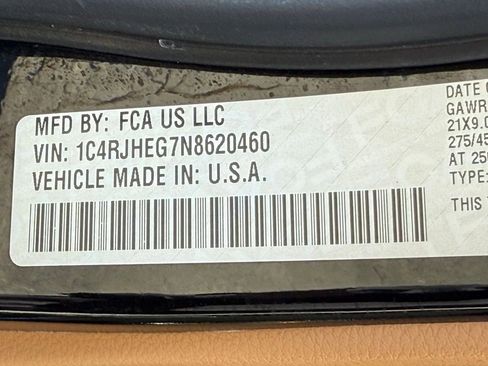 MFD BY: FCA US LLC
VIN: 1C4RJHEG7N8620460
VEHICLE MADE IN: U.S.A.
DATE O
GAWR
21X9.0
275/45
AT 250
TYPE:
THIS